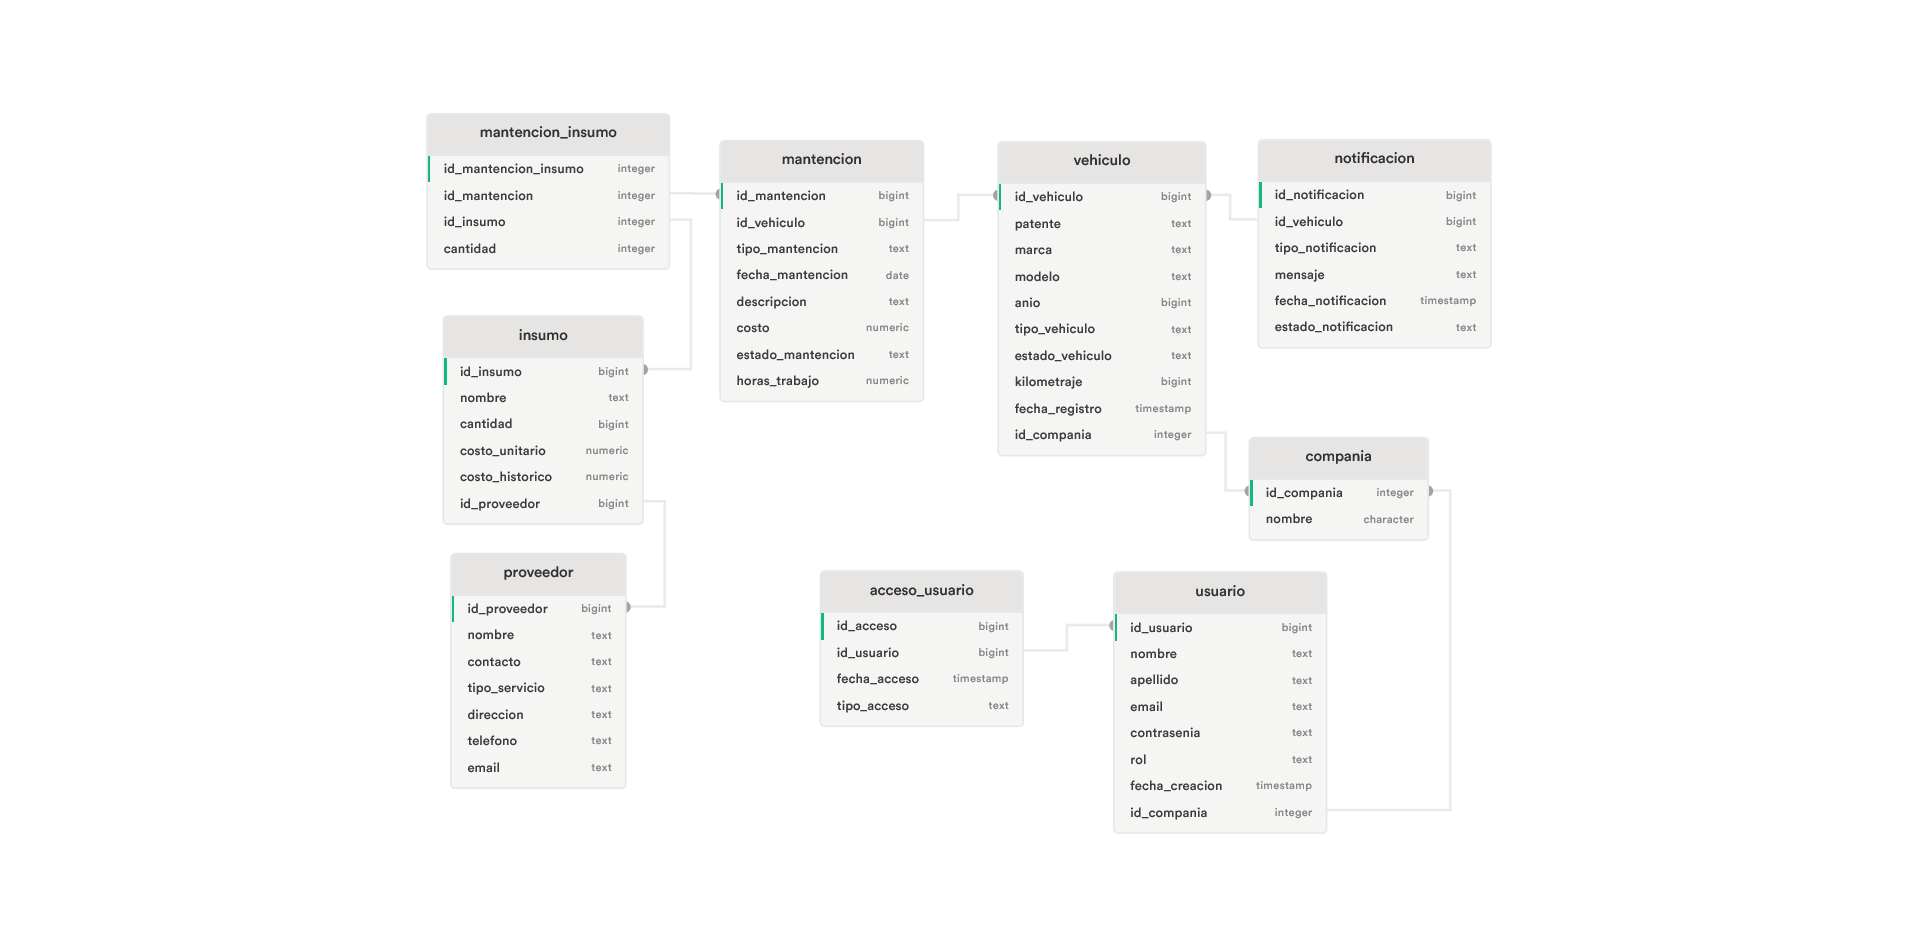 mantencion_insumo
id_mantencion_insumo integer
id_mantencion integer
id_insumo integer
cantidad integer
mantencion
id_mantencion bigint
id_vehiculo bigint
tipo_mantencion text
fecha_mantencion date
descripcion text
costo numeric
estado_mantencion text
horas_trabajo numeric
vehiculo
id_vehiculo bigint
patente text
marca text
modelo text
anio bigint
tipo_vehiculo text
estado_vehiculo text
kilometraje bigint
fecha_registro timestamp
id_compania integer
notificacion
id_notificacion bigint
id_vehiculo bigint
tipo_notificacion text
mensaje text
fecha_notificacion timestamp
estado_notificacion text
insumo
id_insumo bigint
nombre text
cantidad bigint
costo_unitario numeric
costo_historico numeric
id_proveedor bigint
compania
id_compania integer
nombre character
proveedor
id_proveedor bigint
nombre text
contacto text
tipo_servicio text
direccion text
telefono text
email text
acceso_usuario
id_acceso bigint
id_usuario bigint
fecha_acceso timestamp
tipo_acceso text
usuario
id_usuario bigint
nombre text
apellido text
email text
contrasenia text
rol text
fecha_creacion timestamp
id_compania integer